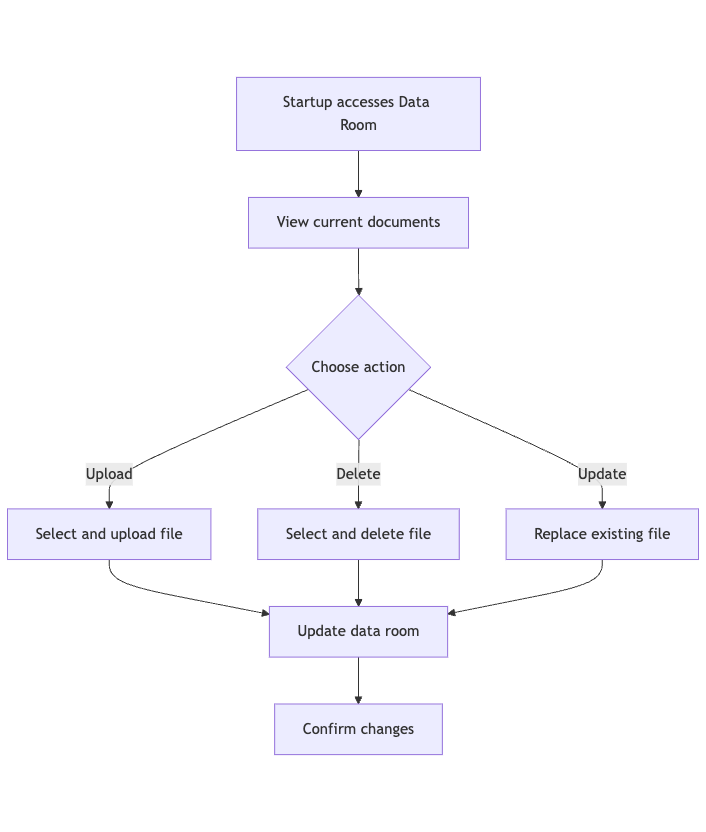 Startup accesses Data
Room
View current documents
Choose action
Upload
Delete
Update
Select and upload file
Select and delete file
Replace existing file
Update data room
Confirm changes